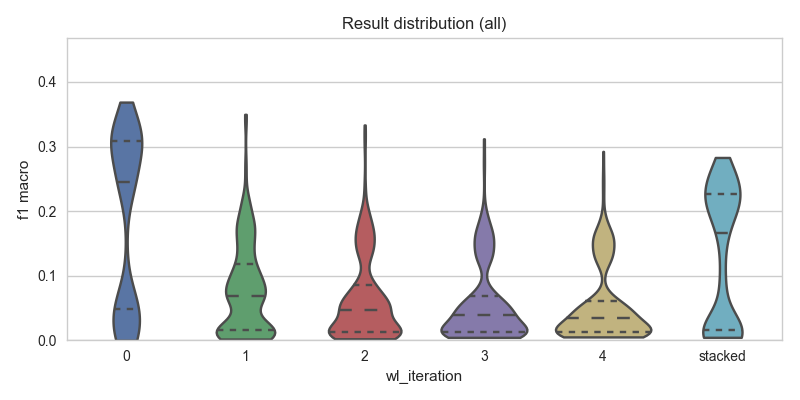 Result distribution (all)
f1 macro
0.4
0.3
0.2
0.1
0.0
0 1 2 3 4 stacked
wl_iteration